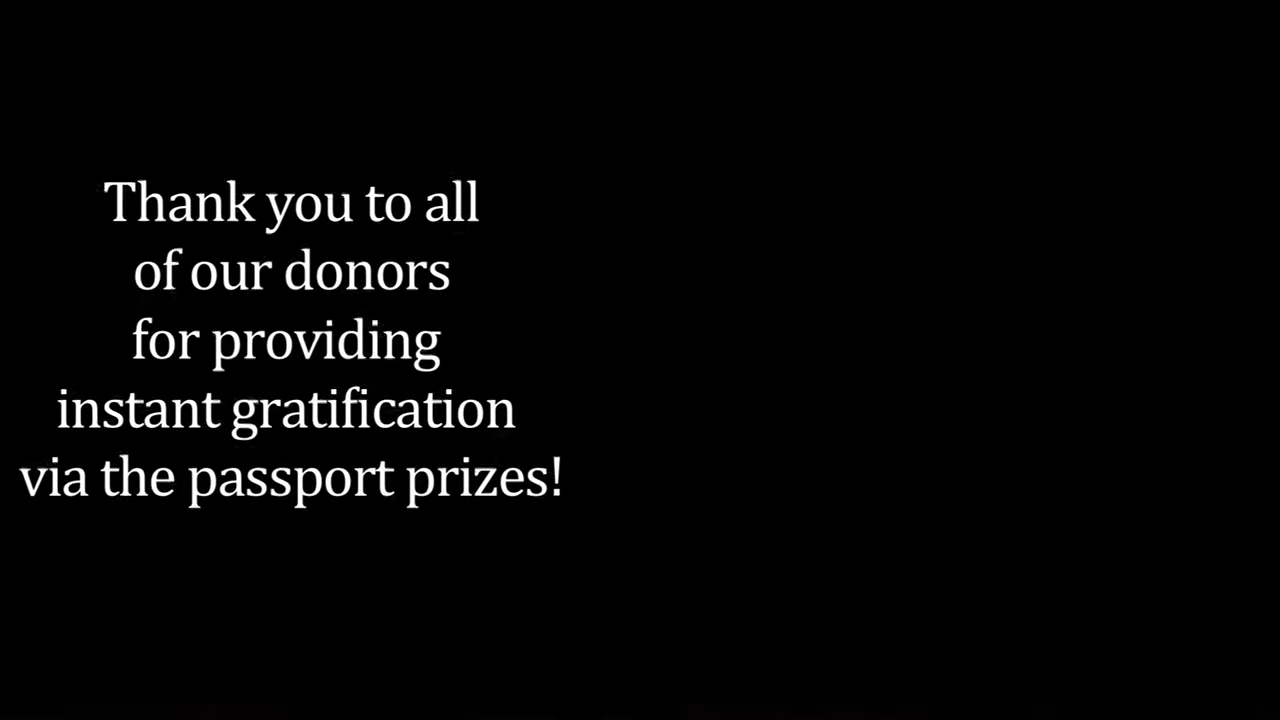 Thank you to all
of our donors
for providing
instant gratification
via the passport prizes!